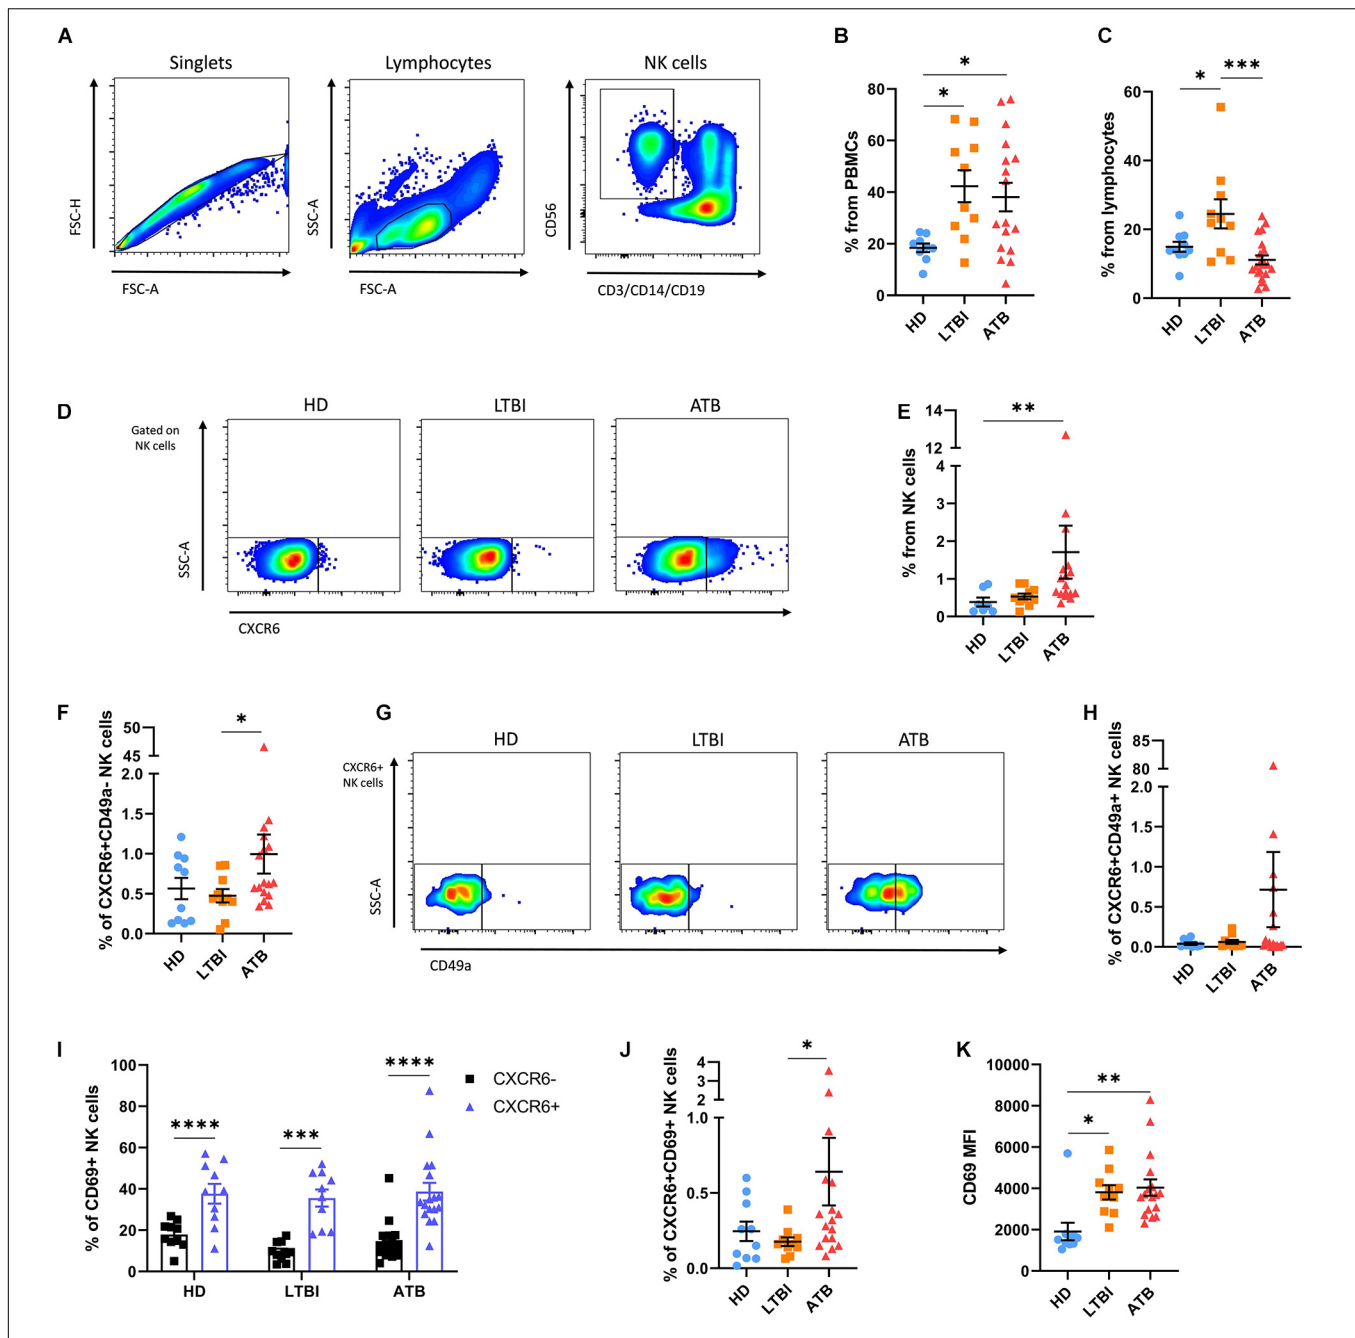 A
Singlets
FSC-H
FSC-A
Lymphocytes
SSC-A
FSC-A
NK cells
CD56
CD3/CD14/CD19
B
% from PBMCs
80
60
40
20
0
*
*
HD
LTBI
ATB
C
% from lymphocytes
60
40
20
0
*
***
HD
LTBI
ATB
D
Gated on
NK cells
HD
LTBI
ATB
SSC-A
CXCR6
E
% from NK cells
14
12
4
3
2
1
0
**
HD
LTBI
ATB
F
% of CXCR6+CD49a- NK cells
50
45
2.0
1.5
1.0
0.5
0.0
*
HD
LTBI
ATB
G
CXCR6+
NK cells
HD
LTBI
ATB
SSC-A
CD49a
H
% of CXCR6+CD49a+ NK cells
85
80
2.0
1.5
1.0
0.5
0.0
HD
LTBI
ATB
I
% of CD69+ NK cells
100
80
60
40
20
0
****
***
****
CXCR6-
CXCR6+
HD
LTBI
ATB
J
% of CXCR6+CD69+ NK cells
4
3
2
1.0
0.5
0.0
*
HD
LTBI
ATB
K
CD69 MFI
10000
8000
6000
4000
2000
0
*
**
HD
LTBI
ATB